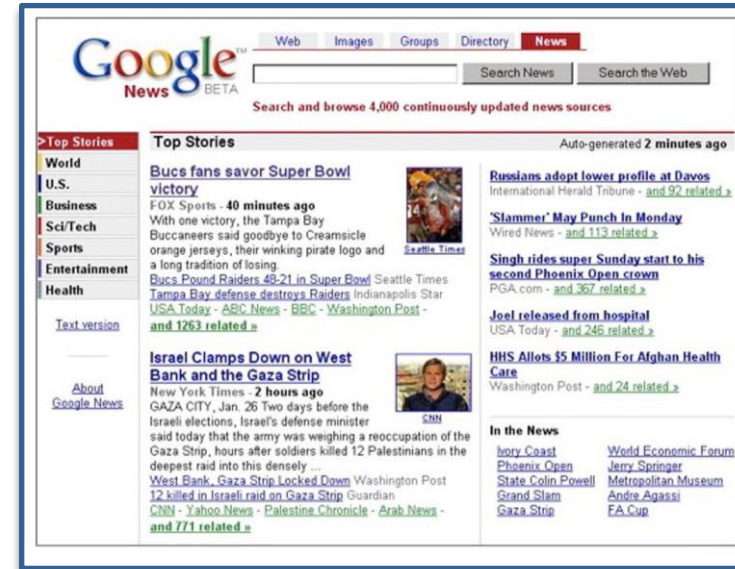 Google™
News BETA
Web Images Groups Directory News
Search News Search the Web
Search and browse 4,000 continuously updated news sources
>Top Stories
World
U.S.
Business
Sci/Tech
Sports
Entertainment
Health
Text version
About
Google News
Top Stories
Auto-generated 2 minutes ago
Bucs fans savor Super Bowl
victory
FOX Sports - 40 minutes ago
With one victory, the Tampa Bay
Buccaneers said goodbye to Creamsicle
orange jerseys, their winking pirate logo and
a long tradition of losing.
Bucs Pound Raiders 48-21 in Super Bowl Seattle Times
Tampa Bay defense destroys Raiders Indianapolis Star
USA Today - ABC News - BBC - Washington Post -
and 1263 related »
Seattle Times
Israel Clamps Down on West
Bank and the Gaza Strip
New York Times - 2 hours ago
GAZA CITY, Jan. 26 Two days before the
Israeli elections, Israel's defense minister
said today that the army was weighing a reoccupation of the
Gaza Strip, hours after soldiers killed 12 Palestinians in the
deepest raid into this densely ...
West Bank, Gaza Strip Locked Down Washington Post
12 killed in Israeli raid on Gaza Strip Guardian
CNN - Yahoo News - Palestine Chronicle - Arab News -
and 771 related »
CNN
Russians adopt lower profile at Davos
International Herald Tribune - and 92 related »
'Slammer' May Punch In Monday
Wired News - and 113 related »
Singh rides super Sunday start to his
second Phoenix Open crown
PGA.com - and 367 related »
Joel released from hospital
USA Today - and 246 related »
HHS Allots $5 Million For Afghan Health
Care
Washington Post - and 24 related »
In the News
Ivory Coast
Phoenix Open
State Colin Powell
Grand Slam
Gaza Strip
World Economic Forum
Jerry Springer
Metropolitan Museum
Andre Agassi
FA Cup